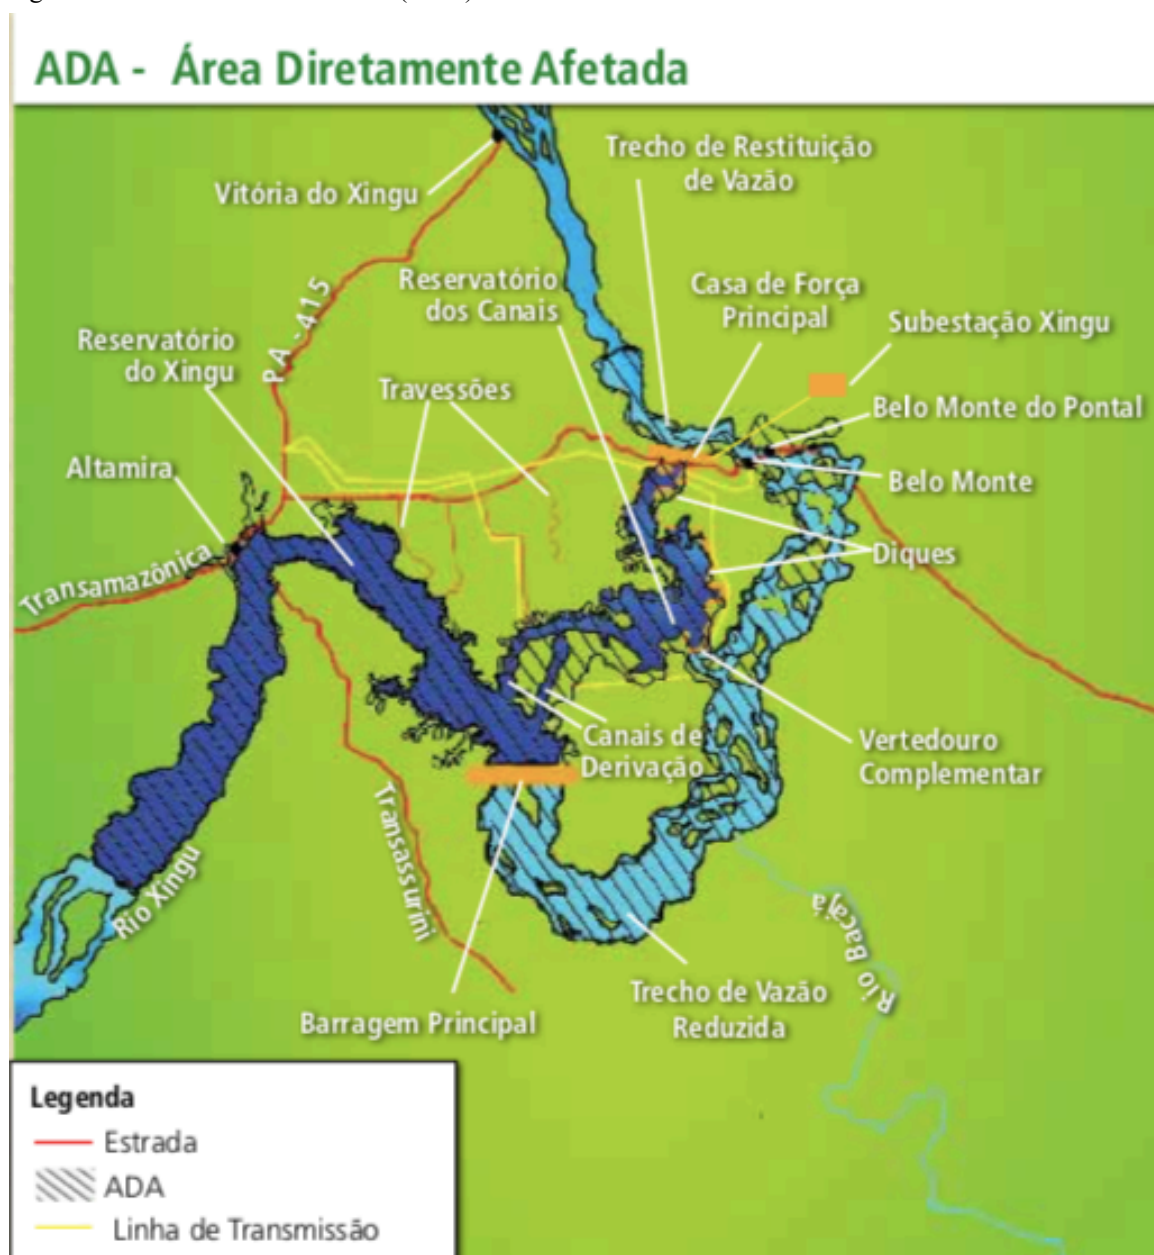 ADA - Área Diretamente Afetada
Trecho de Restituição
de Vazão
Vitória do Xingu
Reservatório
dos Canais
Casa de Força
Principal
Subestação Xingu
PA - 415
Reservatório
do Xingu
Travessões
Belo Monte do Pontal
Altamira
Belo Monte
Diques
Transamazônica
Canais de
Derivação
Vertedouro
Complementar
Transassurini
Rio Xingu
Rio Bacajá
Trecho de Vazão
Reduzida
Barragem Principal
Legenda
Estrada
ADA
Linha de Transmissão